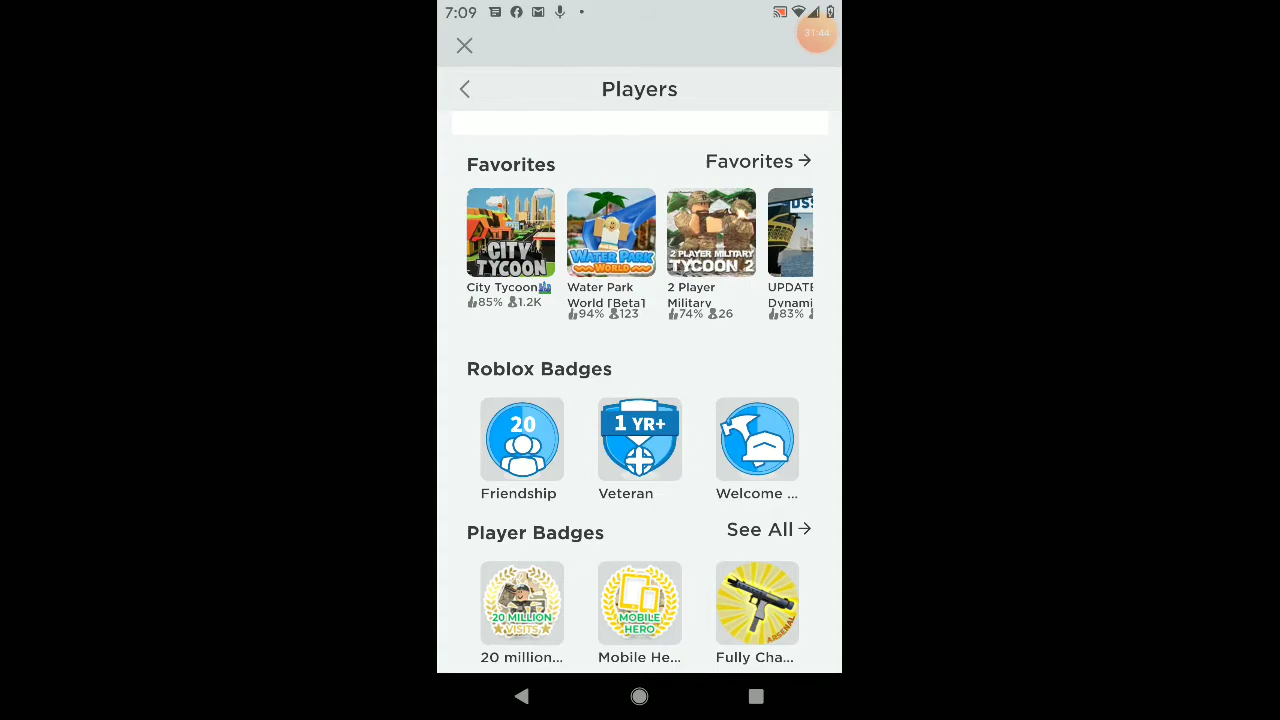 7:09
31:44
Players
Favorites
Favorites
CITY
TYCOON
WATER PARK
WORLD
2 PLAYER MILITARY
TYCOON 2
City Tycoon
Water Park
2 Player
UPDATE
World [Beta]
Military
Dynami
85% 1.2K
94% 123
74% 26
83%
Roblox Badges
20
1 YR+
Friendship
Veteran
Welcome ...
Player Badges
See All
20 MILLION
VISITS
MOBILE
HERO
ARSENAL
20 million...
Mobile He...
Fully Cha...